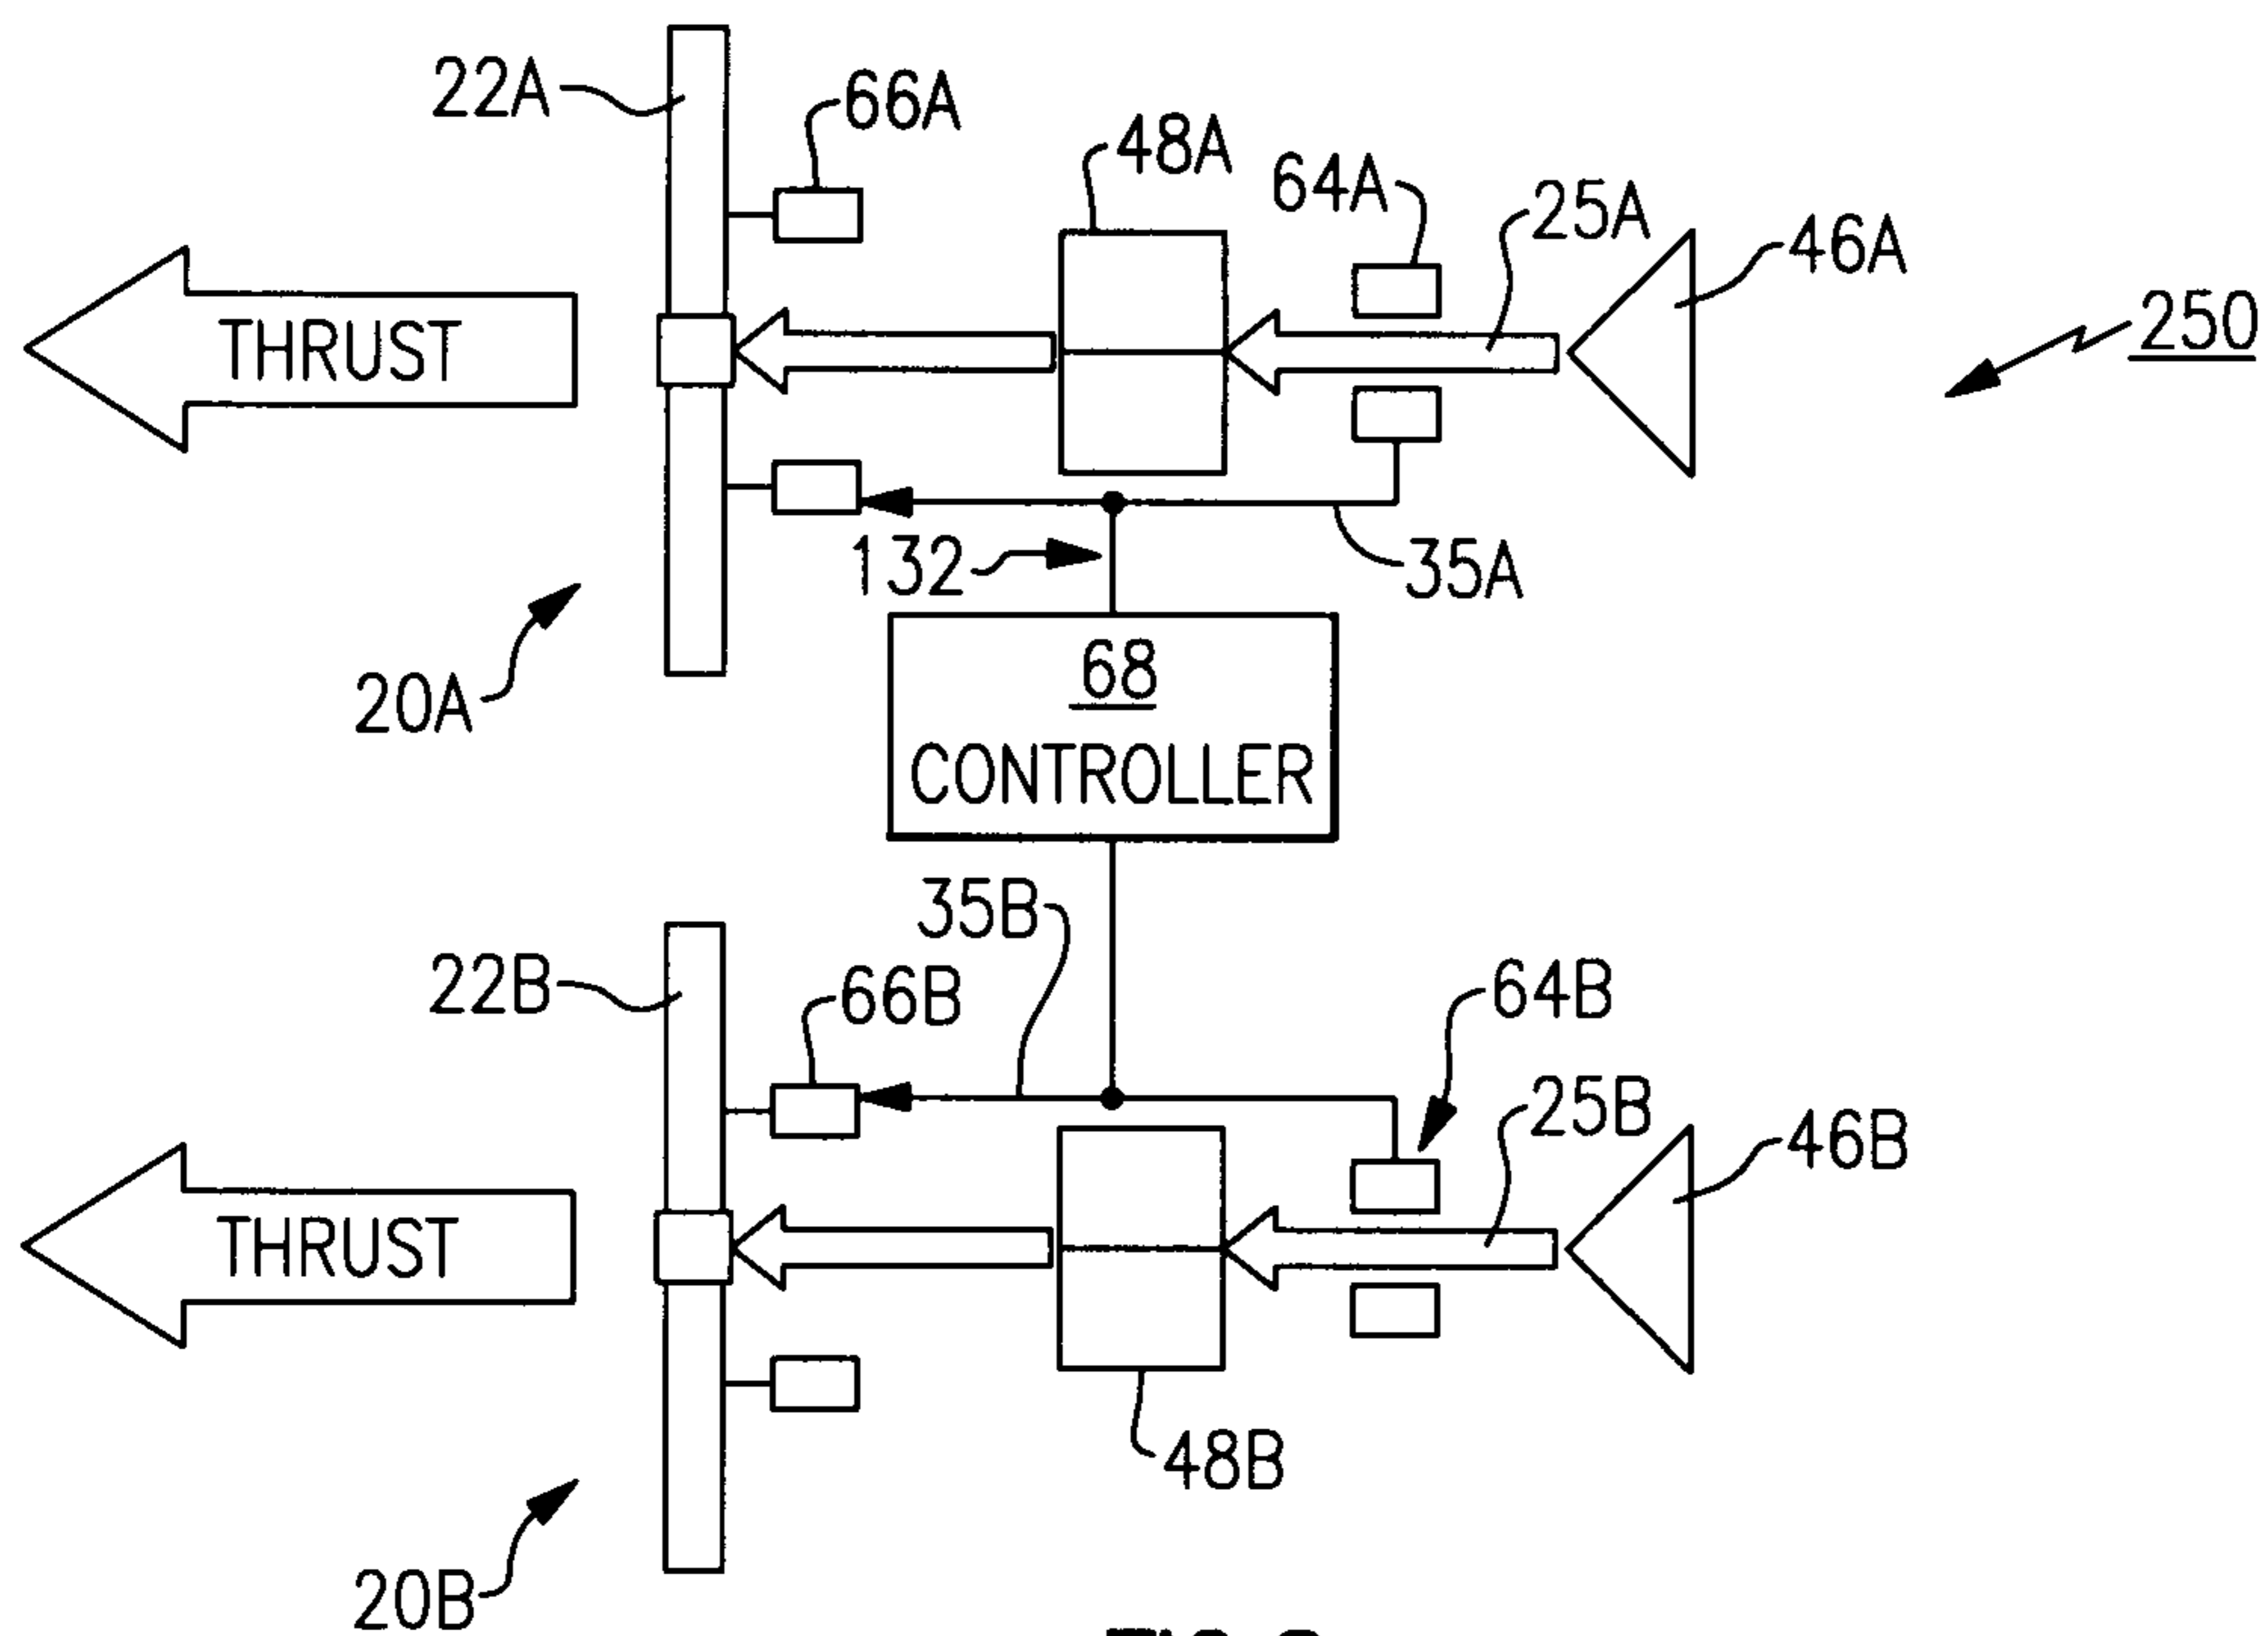 22A
66A
48A
64A
25A
46A
250
THRUST
132
35A
20A
68
CONTROLLER
35B
22B
66B
64B
25B
46B
THRUST
48B
20B